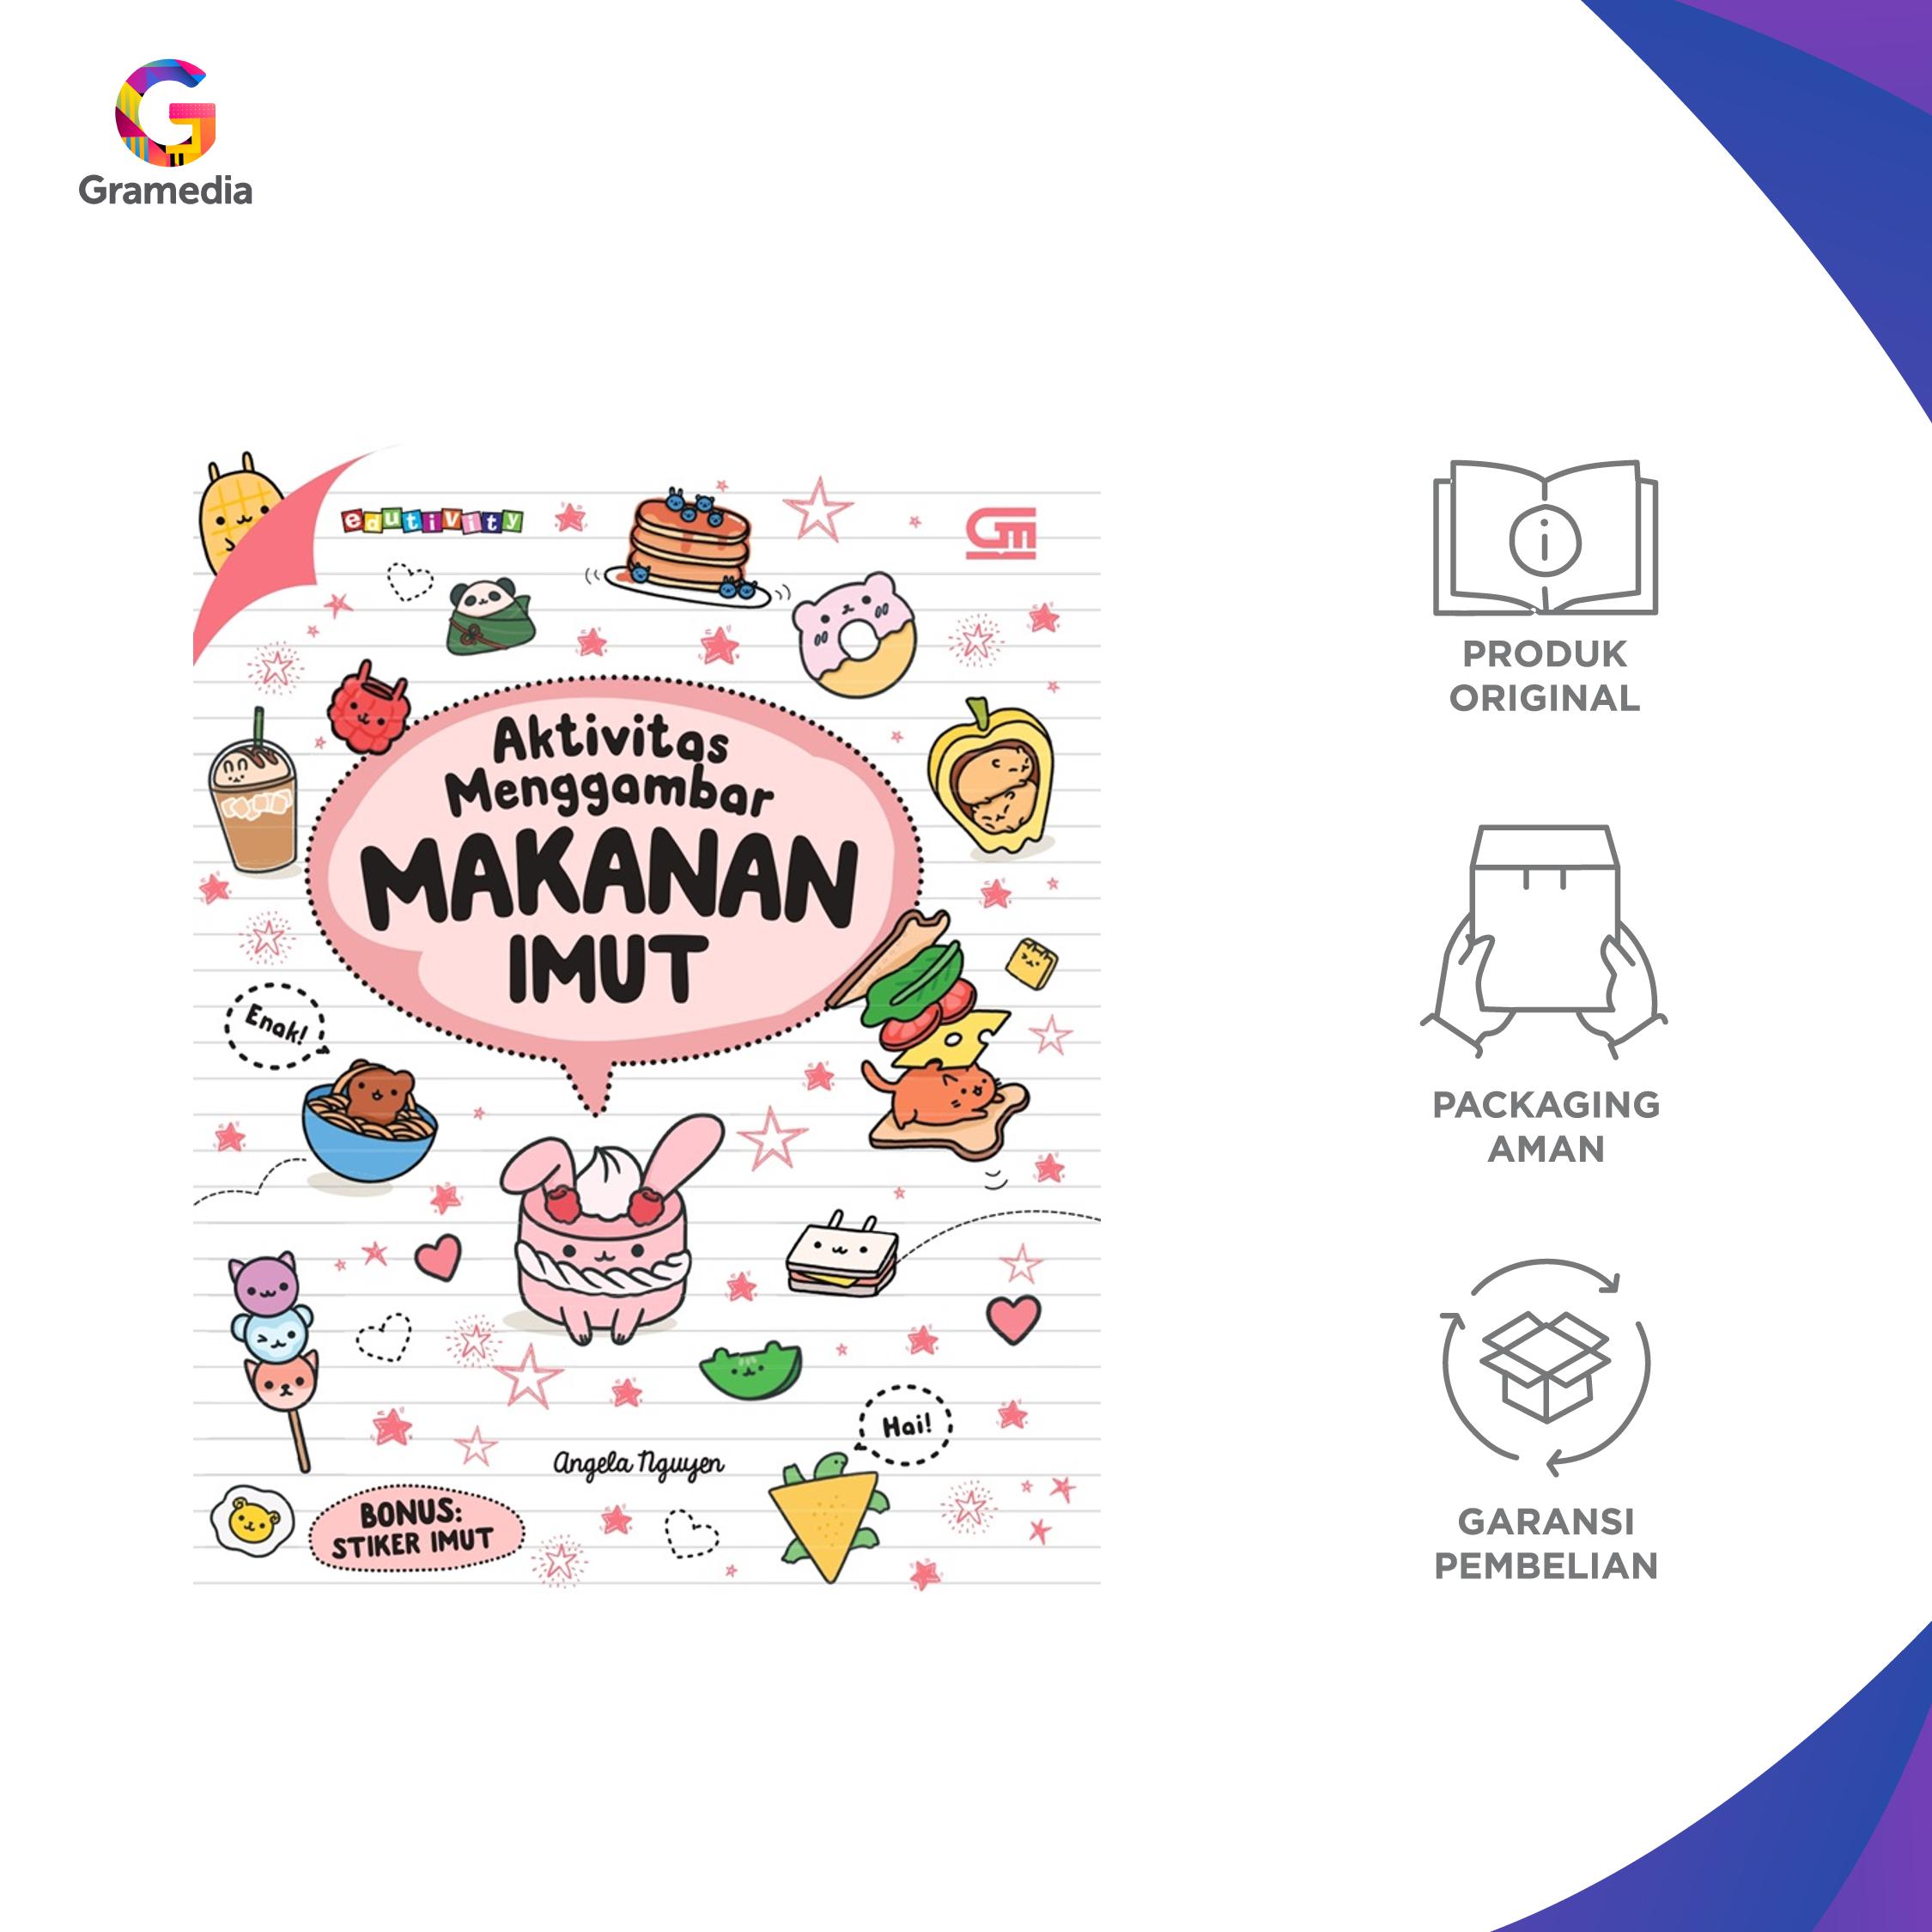 Gramedia
edutivity
Gm
Aktivitas
Menggambar
MAKANAN
IMUT
Enak!
Hai!
Angela Nguyen
BONUS:
STIKER IMUT
PRODUK
ORIGINAL
PACKAGING
AMAN
GARANSI
PEMBELIAN